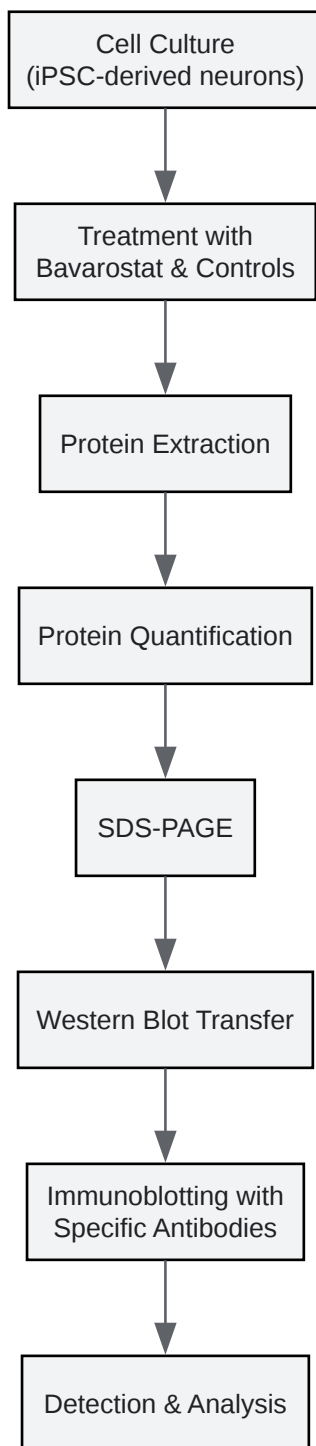 Cell Culture
(iPSC-derived neurons)
Treatment with
Bavarostat & Controls
Protein Extraction
Protein Quantification
SDS-PAGE
Western Blot Transfer
Immunoblotting with
Specific Antibodies
Detection & Analysis